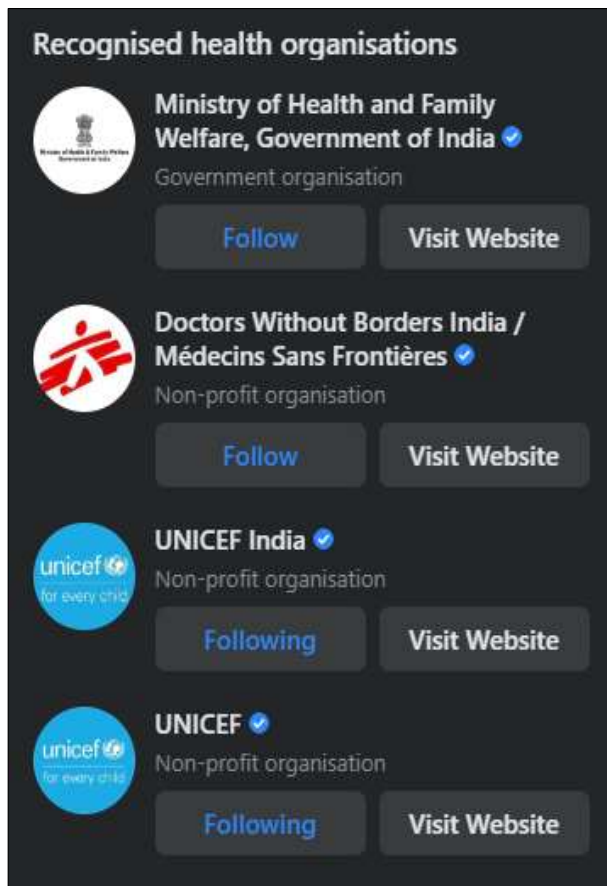 Recognised health organisations
Ministry of Health and Family
Welfare, Government of India
Government organisation
Follow
Visit Website
Doctors Without Borders India /
Médecins Sans Frontières
Non-profit organisation
Follow
Visit Website
unicef
for every child
UNICEF India
Non-profit organisation
Following
Visit Website
unicef
for every child
UNICEF
Non-profit organisation
Following
Visit Website